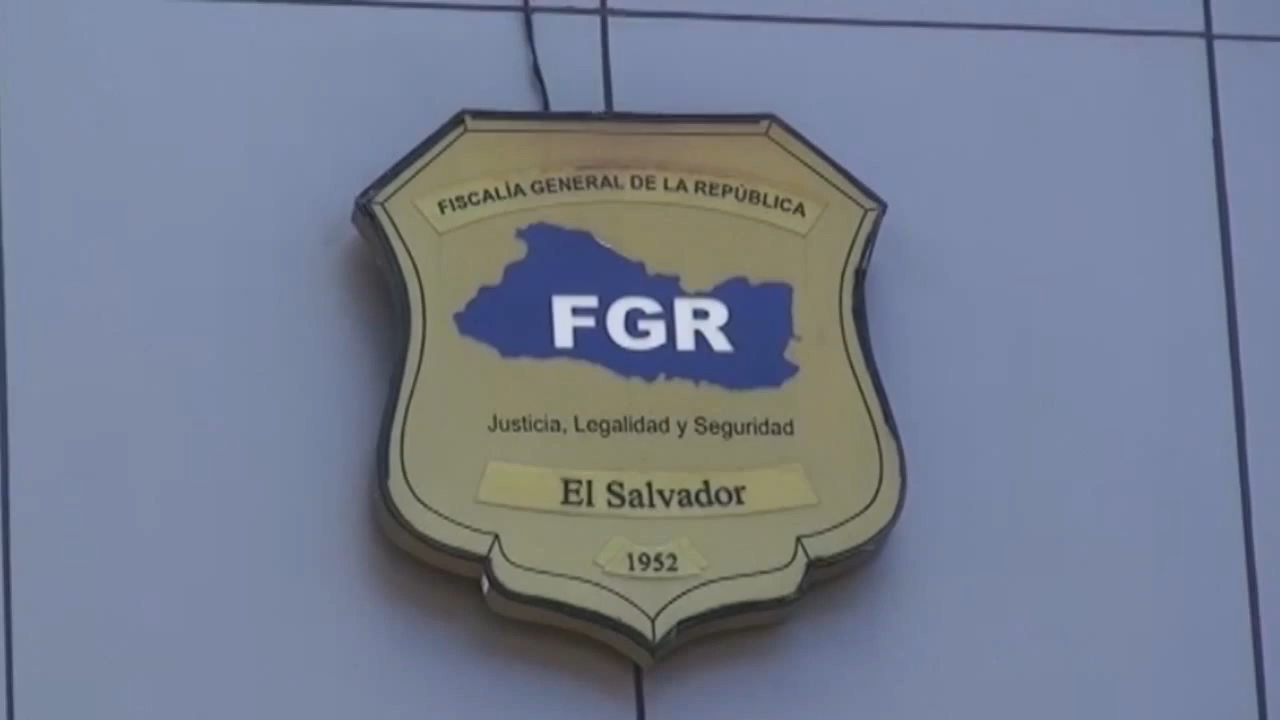 FISCALÍA GENERAL DE LA REPÚBLICA
FGR
Justicia, Legalidad y Seguridad
El Salvador
1952